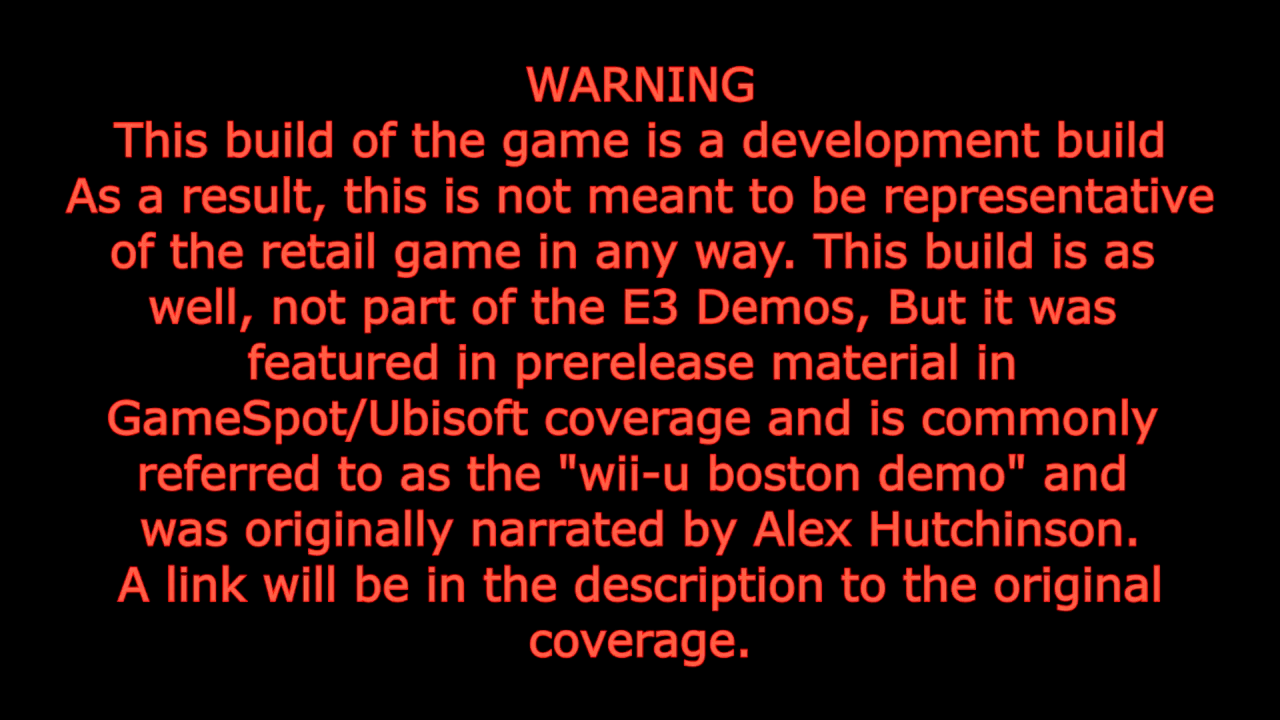 WARNING
This build of the game is a development build
As a result, this is not meant to be representative
of the retail game in any way. This build is as
well, not part of the E3 Demos, But it was
featured in prerelease material in
GameSpot/Ubisoft coverage and is commonly
referred to as the "wii-u boston demo" and
was originally narrated by Alex Hutchinson.
A link will be in the description to the original
coverage.